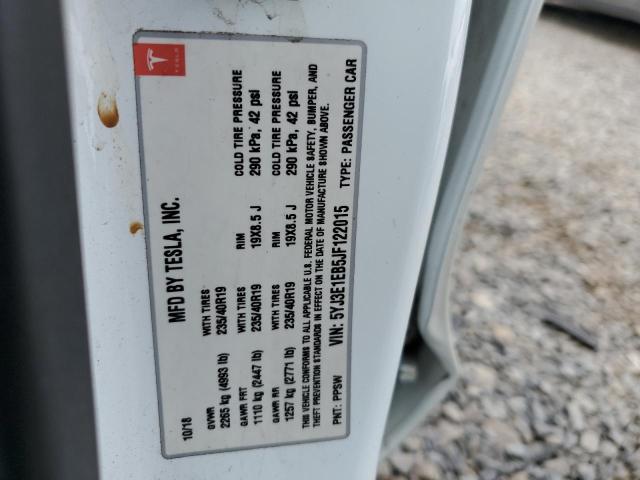 TESLA
MFD BY TESLA, INC.
10/18
GVWR WITH TIRES RIM COLD TIRE PRESSURE
2265 kg (4993 lb) 235/40R19 19X8.5 J 290 kPa, 42 psi
GAWR FRT WITH TIRES RIM COLD TIRE PRESSURE
1110 kg (2447 lb) 235/40R19 19X8.5 J 290 kPa, 42 psi
GAWR RR
1257 kg (2771 lb) 235/40R19
THIS VEHICLE CONFORMS TO ALL APPLICABLE U.S. FEDERAL MOTOR VEHICLE SAFETY, BUMPER, AND
THEFT PREVENTION STANDARDS IN EFFECT ON THE DATE OF MANUFACTURE SHOWN ABOVE.
VIN: 5YJ3E1EB5JF122015 TYPE: PASSENGER CAR
PNT: PPSW